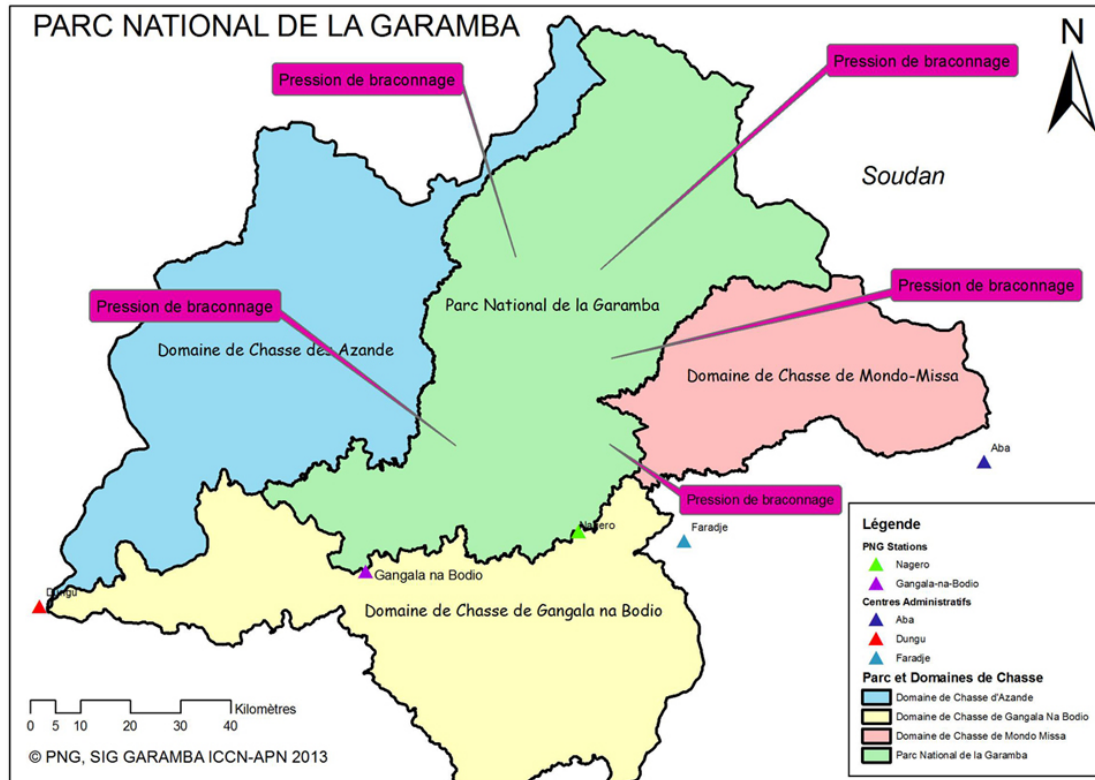 PARC NATIONAL DE LA GARAMBA
N
Pression de braconnage
Pression de braconnage
Soudan
Pression de braconnage
Pression de braconnage
Parc National de la Garamba
Domaine de Chasse des Azande
Domaine de Chasse de Mondo-Missa
Aba
Pression de braconnage
Nagero
Faradje
Gangala na Bodio
Dungu
Domaine de Chasse de Gangala na Bodio
Légende
PNG Stations
Nagero
Gangala-na-Bodio
Centres Administratifs
Aba
Dungu
Faradje
Parc et Domaines de Chasse
Domaine de Chasse d'Azande
Domaine de Chasse de Gangala Na Bodio
Domaine de Chasse de Mondo Missa
Parc National de la Garamba
Kilomètres
0 5 10 20 30 40
© PNG, SIG GARAMBA ICCN-APN 2013